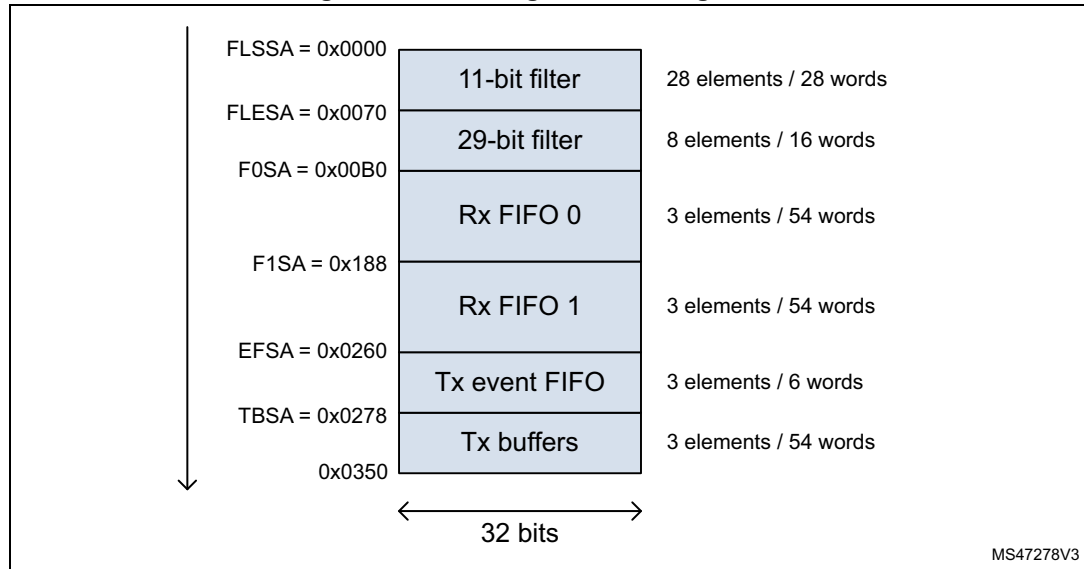 FLSSA = 0x0000
11-bit filter
28 elements / 28 words
FLESA = 0x0070
29-bit filter
8 elements / 16 words
F0SA = 0x00B0
Rx FIFO 0
3 elements / 54 words
F1SA = 0x188
Rx FIFO 1
3 elements / 54 words
EFSA = 0x0260
Tx event FIFO
3 elements / 6 words
TBSA = 0x0278
Tx buffers
3 elements / 54 words
0x0350
32 bits
MS47278V3